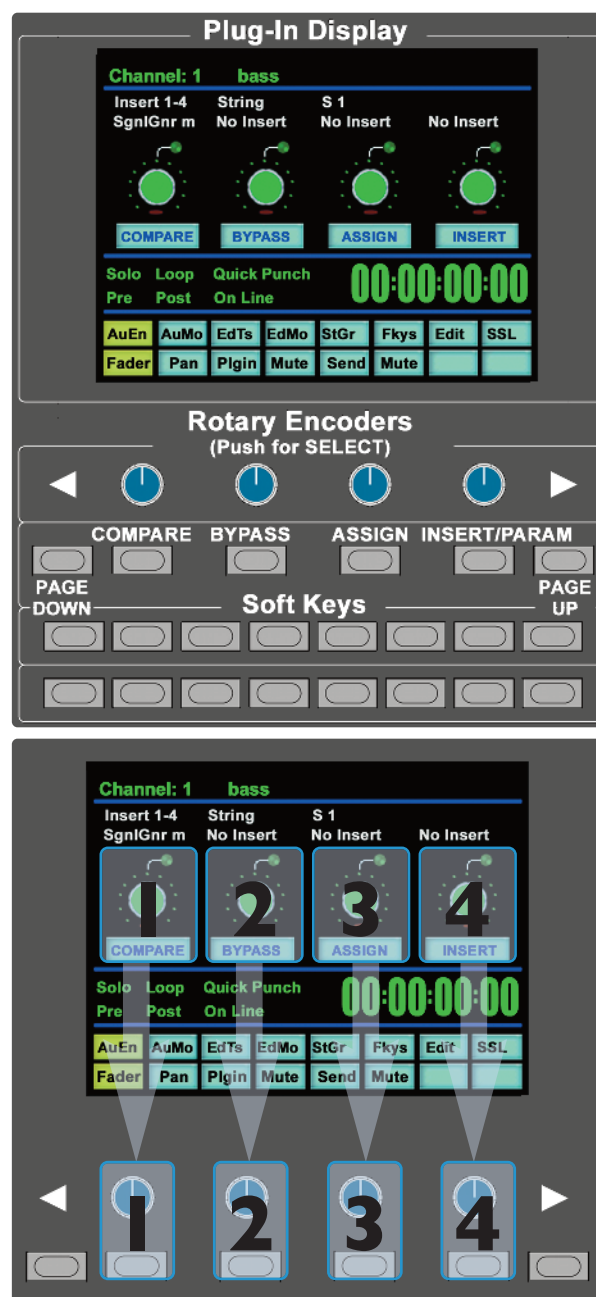 Plug-In Display
Channel: 1 bass
Insert 1-4 String S 1
SgnlGnr m No Insert No Insert No Insert
COMPARE BYPASS ASSIGN INSERT
Solo Loop Quick Punch
00:00:00:00
Pre Post On Line
AuEn AuMo EdTs EdMo StGr Fkys Edit SSL
Fader Pan Plgin Mute Send Mute
Rotary Encoders
(Push for SELECT)
COMPARE BYPASS ASSIGN INSERT/PARAM
PAGE DOWN
PAGE UP
Soft Keys
Channel: 1 bass
Insert 1-4 String S 1
SgnlGnr m No Insert No Insert No Insert
1 2 3 4
COMPARE BYPASS ASSIGN INSERT
Solo Loop Quick Punch
00:00:00:00
Pre Post On Line
AuEn AuMo EdTs EdMo StGr Fkys Edit SSL
Fader Pan Plgin Mute Send Mute
1 2 3 4